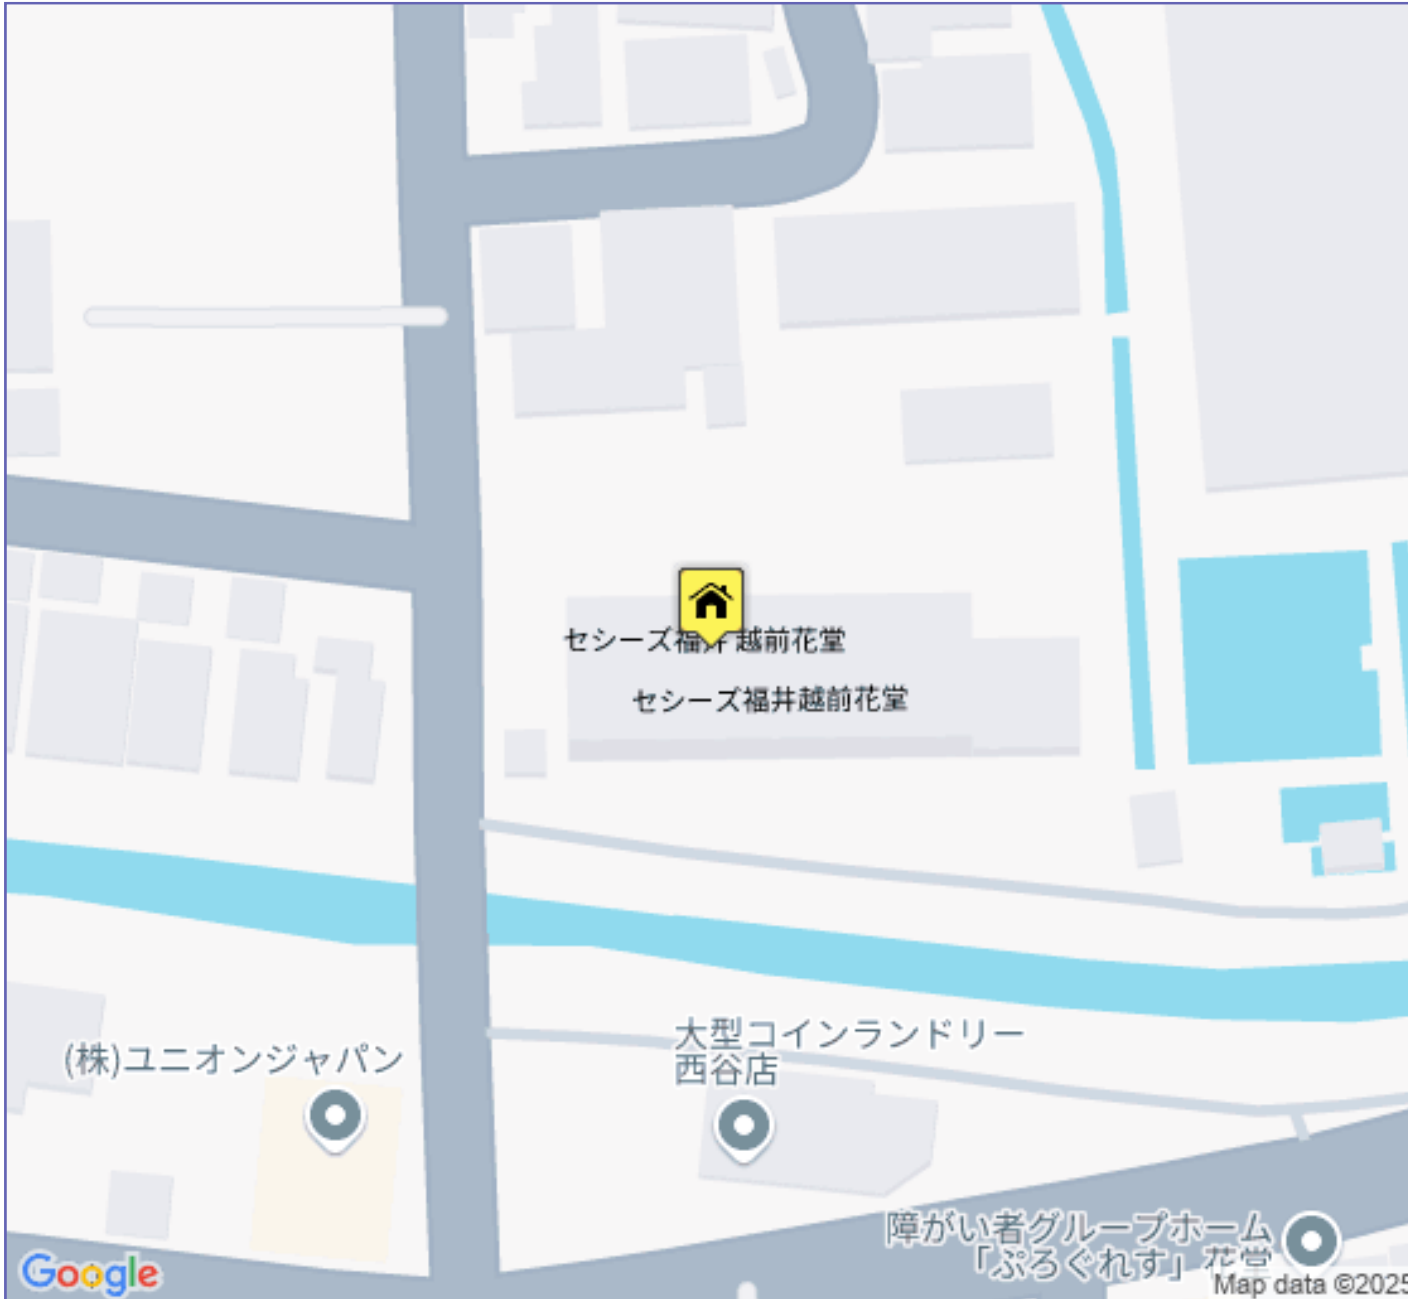 セシーズ福井 越前花堂
セシーズ福井越前花堂
大型コインランドリー
西谷店
(株)ユニオンジャパン
障がい者グループホーム
「ぷろぐれす」花堂
Google
Map data ©2025